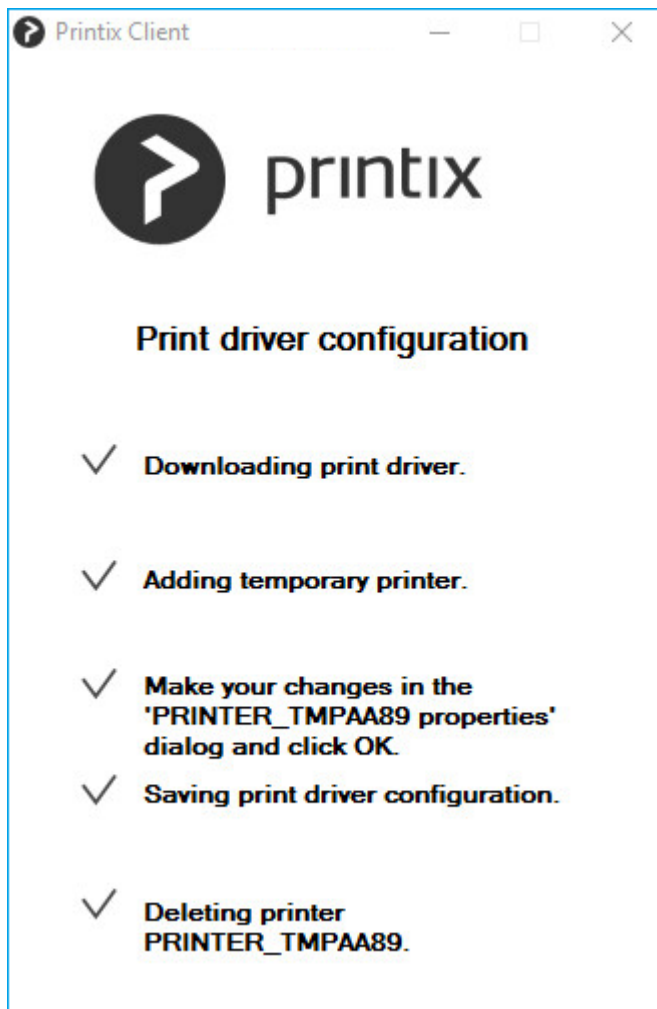 Printix Client
printix
Print driver configuration
Downloading print driver.
Adding temporary printer.
Make your changes in the
'PRINTER_TMPAA89 properties'
dialog and click OK.
Saving print driver configuration.
Deleting printer
PRINTER_TMPAA89.